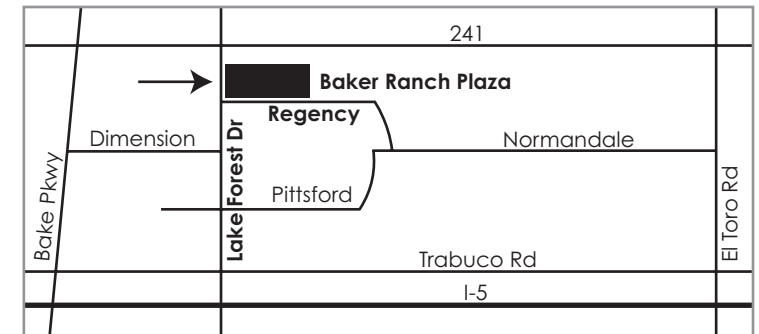 241
Baker Ranch Plaza
Regency
Dimension
Normandale
Bake Pkwy
Lake Forest Dr
Pittsford
El Toro Rd
Trabuco Rd
I-5